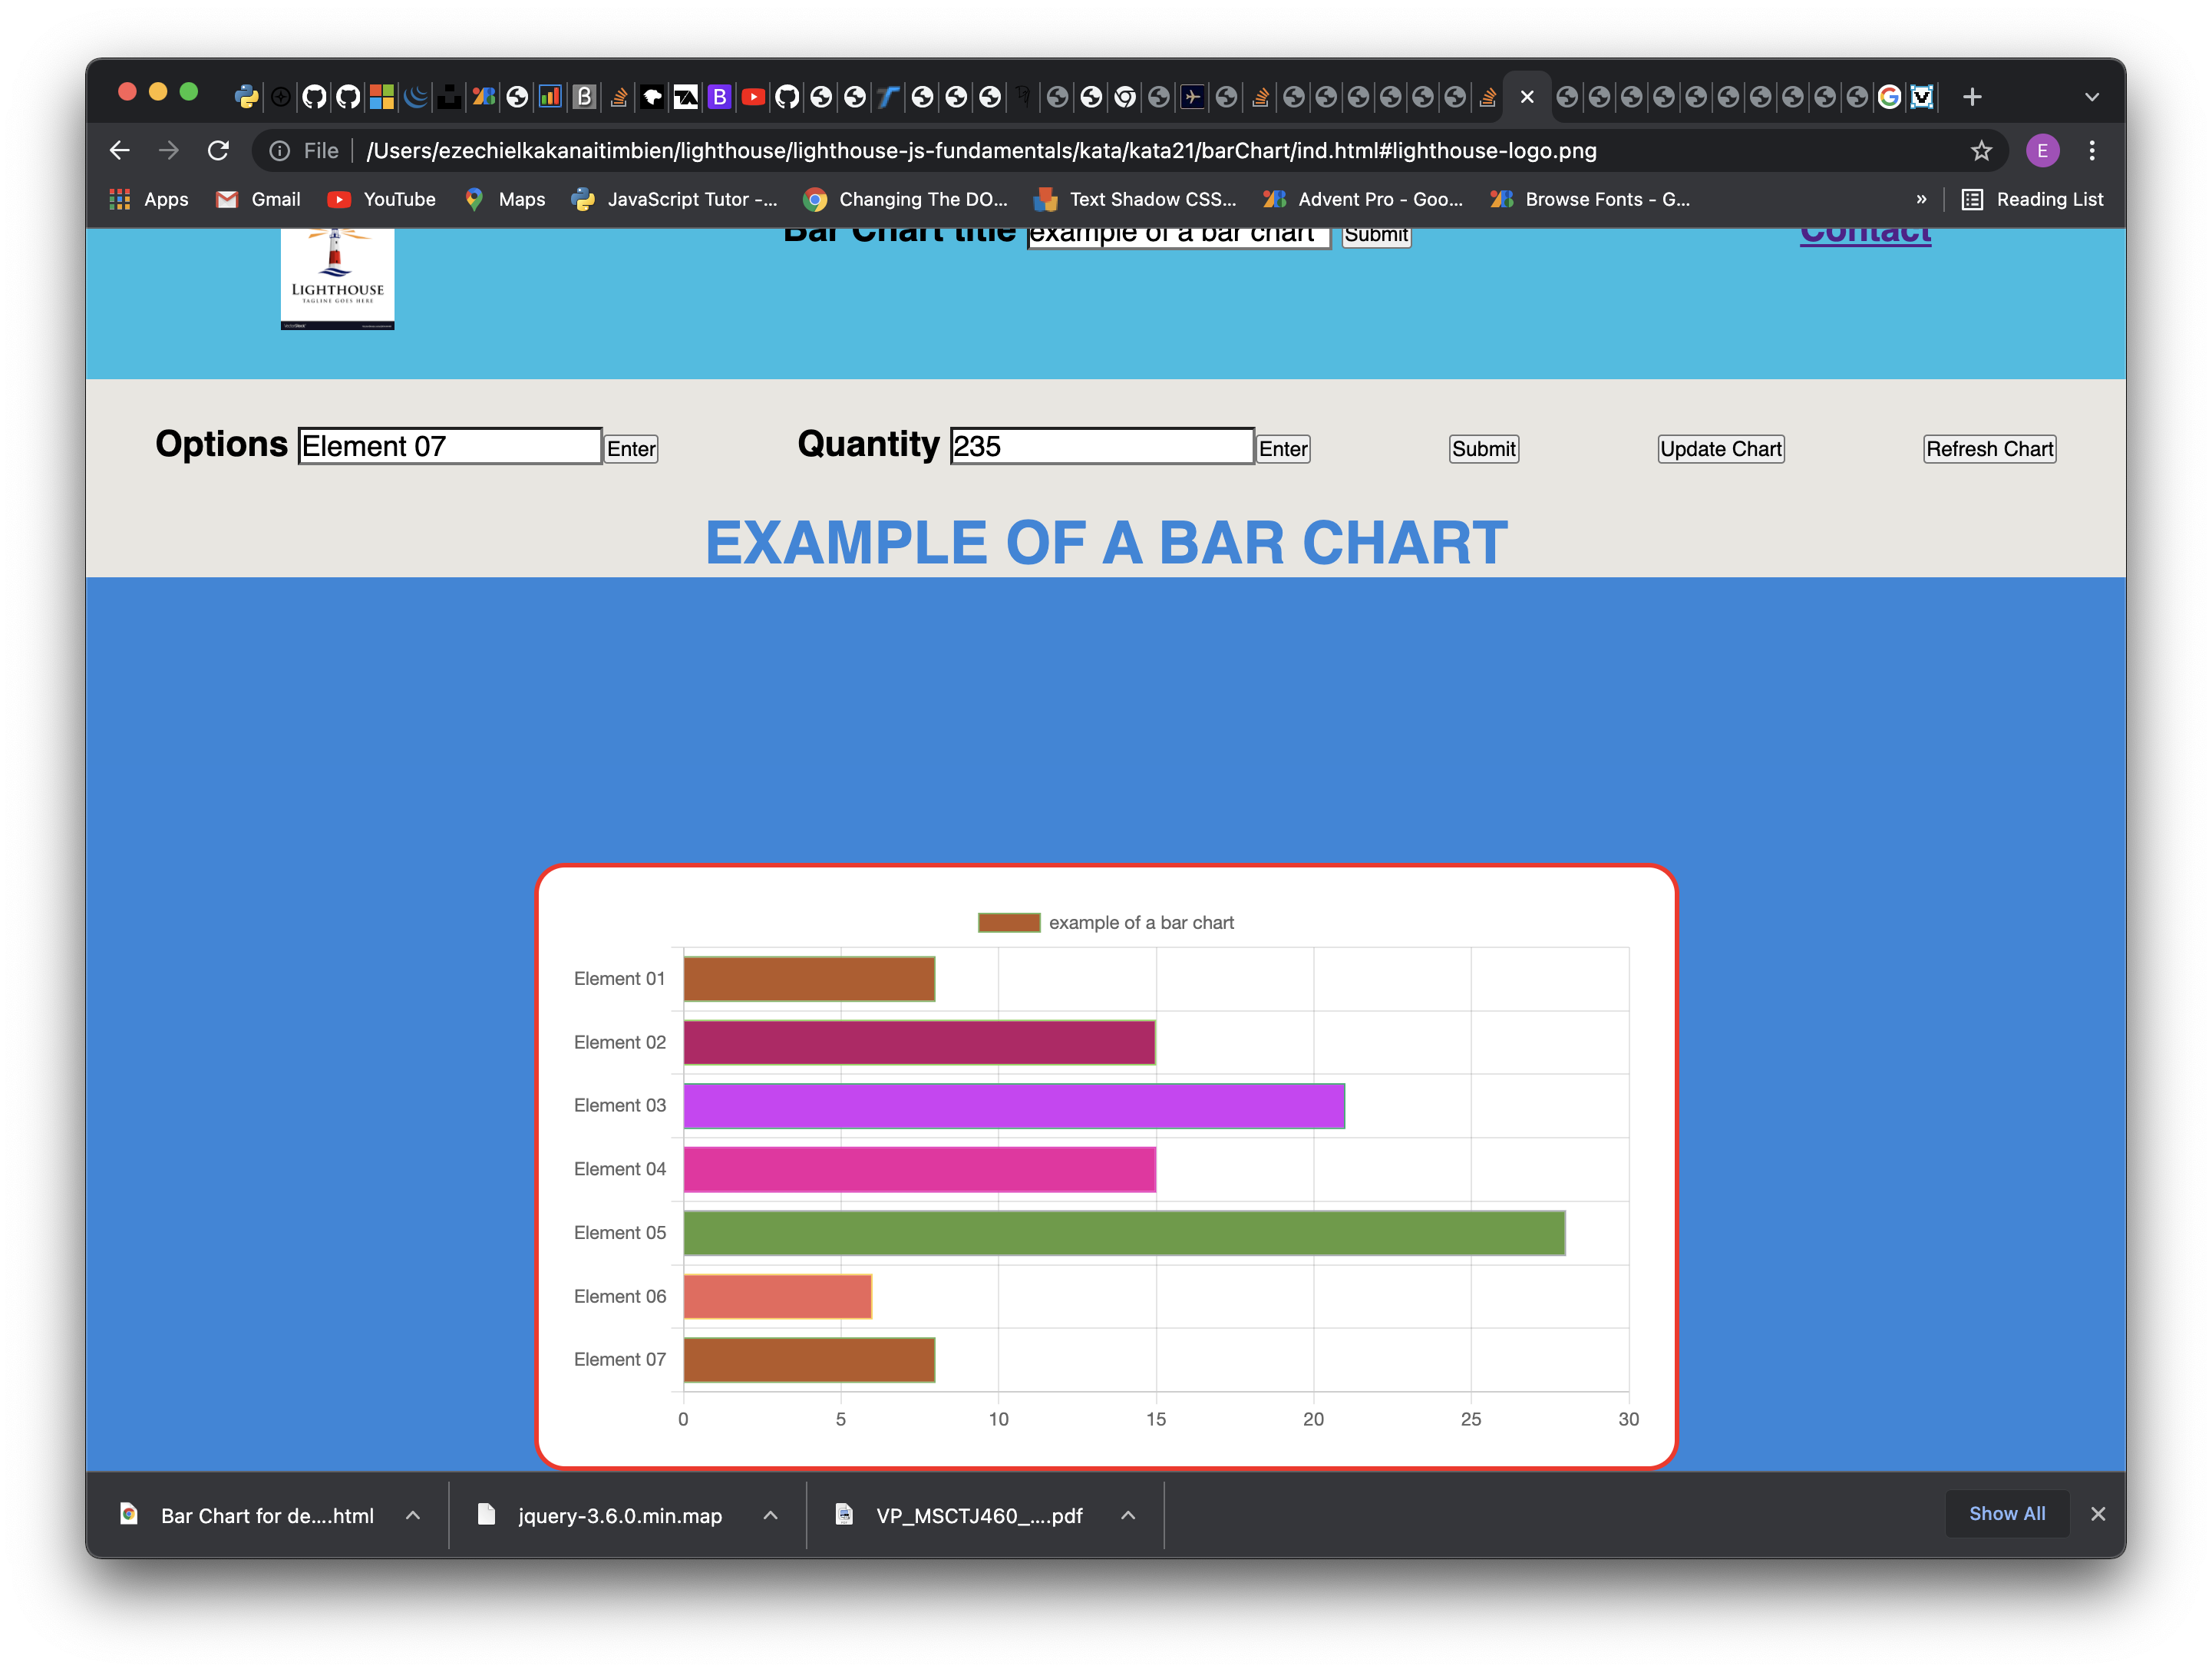 File
/Users/ezechielkakanaitimbien/lighthouse/lighthouse-js-fundamentals/kata/kata21/barChart/ind.html#lighthouse-logo.png
E
Apps
Gmail
YouTube
Maps
JavaScript Tutor -...
Changing The DO...
Text Shadow CSS...
Advent Pro - Goo...
Browse Fonts - G...
»
Reading List
LIGHTHOUSE
TAGLINE GOES HERE
Bar Chart title
example of a bar chart
Submit
Contact
Options
Element 07
Enter
Quantity
235
Enter
Submit
Update Chart
Refresh Chart
EXAMPLE OF A BAR CHART
example of a bar chart
Element 01
Element 02
Element 03
Element 04
Element 05
Element 06
Element 07
0 5 10 15 20 25 30
Bar Chart for de....html
jquery-3.6.0.min.map
VP_MSCTJ460_....pdf
Show All